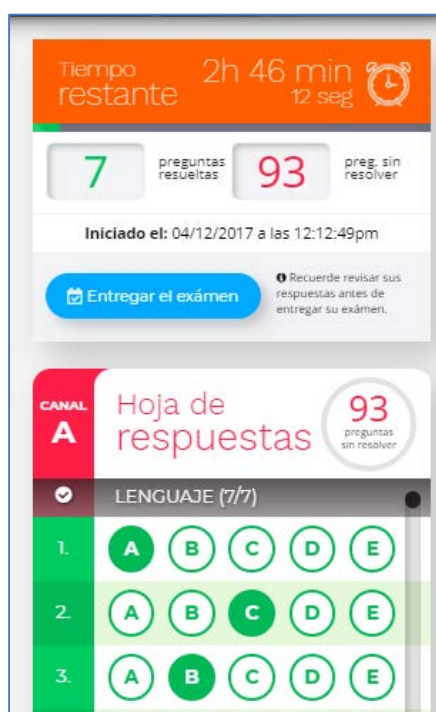 Tiempo restante
2h 46 min
12 seg
7
preguntas
resueltas
93
preg. sin
resolver
Iniciado el: 04/12/2017 a las 12:12:49pm
Entregar el exámen
Recuerde revisar sus
respuestas antes de
entregar su exámen.
CANAL
A
Hoja de
respuestas
93
preguntas
sin resolver
LENGUAJE (7/7)
1. A B C D E
2. A B C D E
3. A B C D E